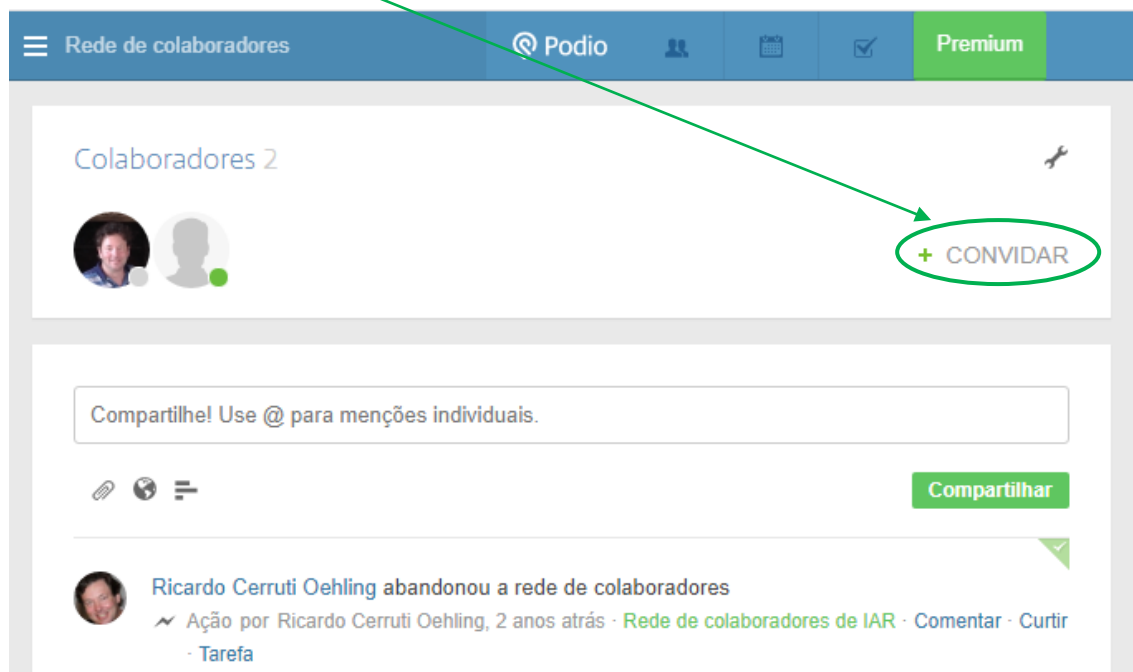 Rede de colaboradores
Podio
Premium
Colaboradores 2
+ CONVIDAR
Compartilhe! Use @ para menções individuais.
Compartilhar
Ricardo Cerruti Oehling abandonou a rede de colaboradores
Ação por Ricardo Cerruti Oehling, 2 anos atrás · Rede de colaboradores de IAR · Comentar · Curtir
· Tarefa